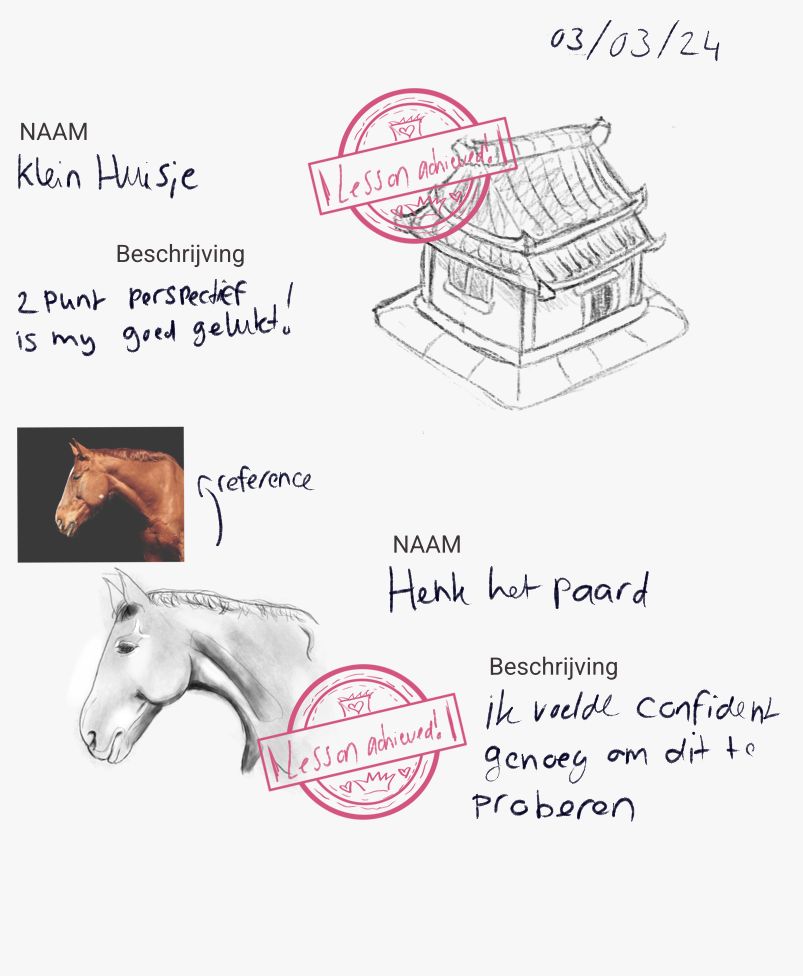 03/03/24
NAAM
Klein Huisje
Lesson achieved!
Beschrijving
2 punt perspectief
is my goed gelukt!
reference
NAAM
Henk het paard
Beschrijving
ik voelde confident
genoeg om dit te
proberen
Lesson achieved!